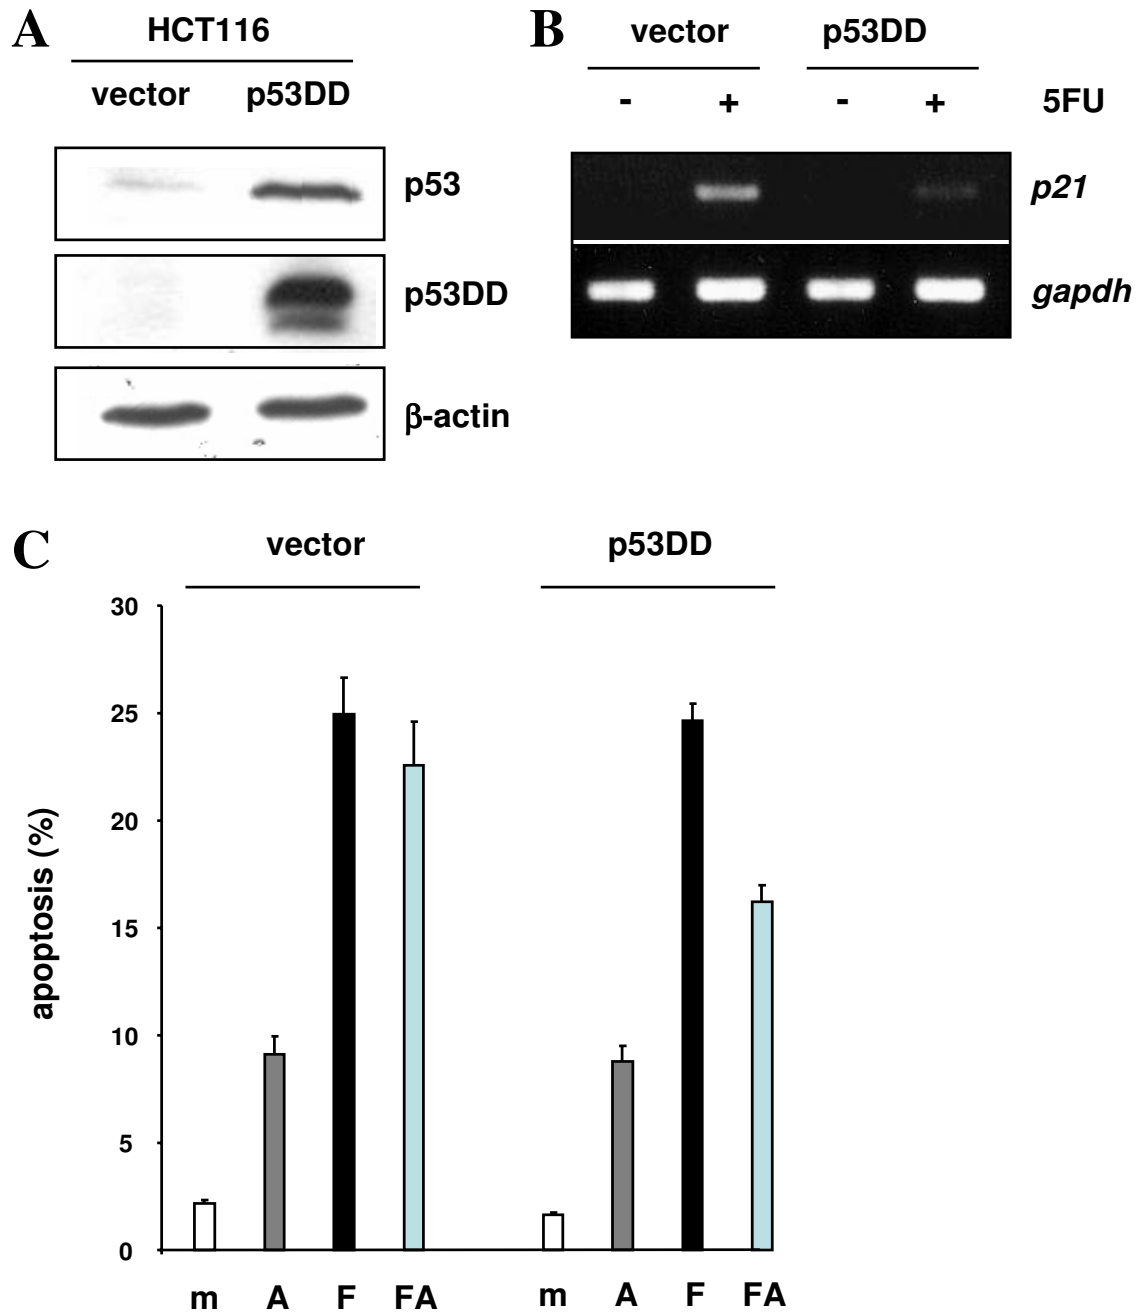 A
HCT116
vector p53DD
p53
p53DD
β-actin
B
vector p53DD
- + - + 5FU
p21
gapdh
C
vector p53DD
30
25
20
15
10
5
0
apoptosis (%)
m A F FA m A F FA